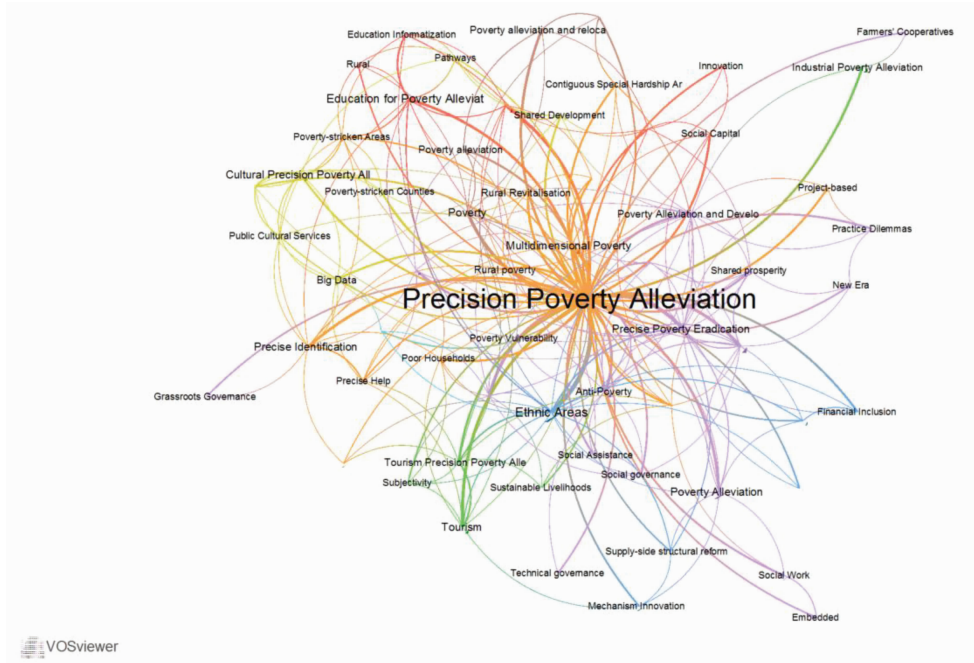 Poverty alleviation and reloca
Farmers' Cooperatives
Education Informatization
Pathways
Rural
Innovation
Industrial Poverty Alleviation
Contiguous Special Hardship Ar
Education for Poverty Alleviat
Shared Development
Social Capital
Poverty-stricken Areas
Poverty alleviation
Cultural Precision Poverty All
Poverty-stricken Counties
Rural Revitalisation
Project-based
Poverty
Poverty Alleviation and Develo
Practice Dilemmas
Public Cultural Services
Multidimensional Poverty
Rural poverty
Shared prosperity
Big Data
New Era
Precision Poverty Alleviation
Precise Poverty Eradication
Poverty Vulnerability
Precise Identification
Poor Households
Precise Help
Anti-Poverty
Grassroots Governance
Ethnic Areas
Financial Inclusion
Social Assistance
Tourism Precision Poverty Alle
Social governance
Subjectivity
Sustainable Livelihoods
Poverty Alleviation
Tourism
Supply-side structural reform
Technical governance
Social Work
Mechanism Innovation
Embedded
VOSviewer